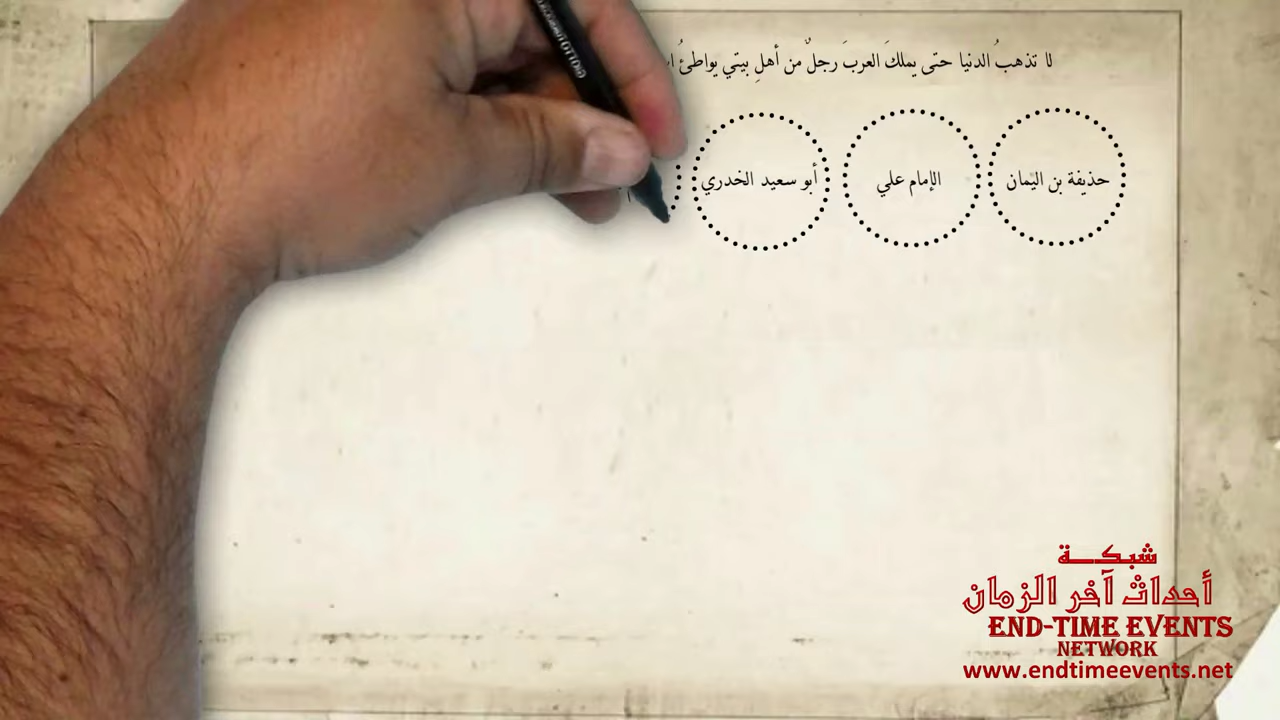 لا تذهبُ الدنيا حتى يملكَ العربَ رجلٌ من أهلِ بيتي يواطئُ
حذيفة بن اليمان
الإمام علي
أبو سعيد الخدري
شبكة
أحداث آخر الزمان
END-TIME EVENTS
NETWORK
www.endtimeevents.net